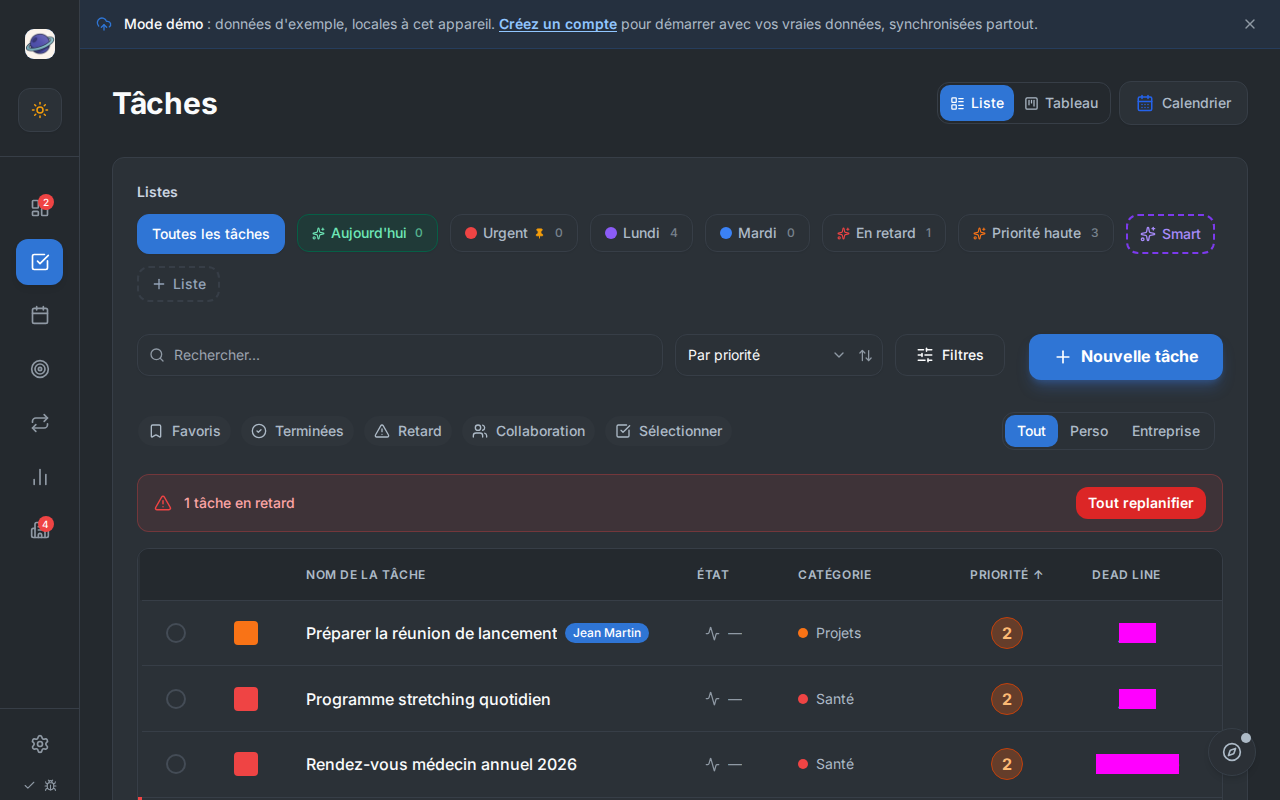 Mode démo : données d'exemple, locales à cet appareil. Créez un compte pour démarrer avec vos vraies données, synchronisées partout.
Tâches
Liste
Tableau
Calendrier
2
4
Listes
Toutes les tâches
Aujourd'hui 0
Urgent 0
Lundi 4
Mardi 0
En retard 1
Priorité haute 3
Smart
Liste
Rechercher...
Par priorité
Filtres
Nouvelle tâche
Favoris
Terminées
Retard
Collaboration
Sélectionner
Tout
Perso
Entreprise
1 tâche en retard
Tout replanifier
NOM DE LA TÂCHE
ÉTAT
CATÉGORIE
PRIORITÉ ↑
DEAD LINE
Préparer la réunion de lancement Jean Martin — Projets 2
Programme stretching quotidien — Santé 2
Rendez-vous médecin annuel 2026 — Santé 2